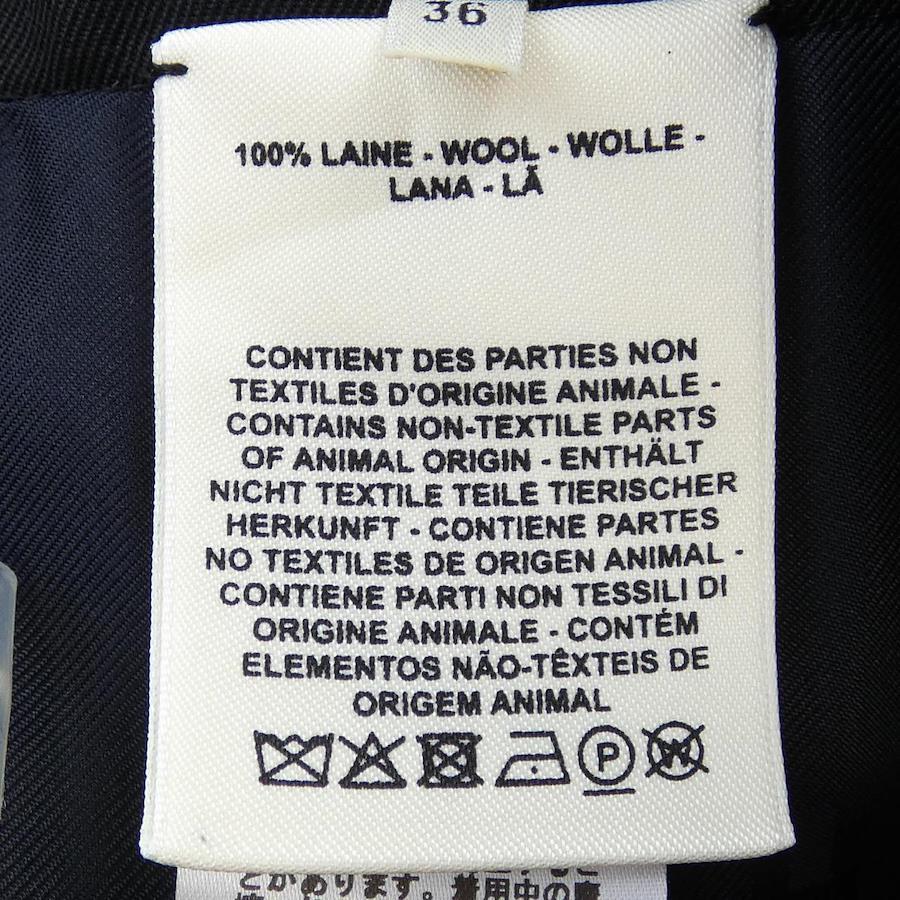 36
100% LAINE - WOOL - WOLLE -
LANA - LÃ
CONTIENT DES PARTIES NON
TEXTILES D'ORIGINE ANIMALE -
CONTAINS NON-TEXTILE PARTS
OF ANIMAL ORIGIN - ENTHÄLT
NICHT TEXTILE TEILE TIERISCHER
HERKUNFT - CONTIENE PARTES
NO TEXTILES DE ORIGEN ANIMAL -
CONTIENE PARTI NON TESSILI DI
ORIGINE ANIMALE - CONTÉM
ELEMENTOS NÃO-TÊXTEIS DE
ORIGEM ANIMAL
P W
とがあります。着用中の